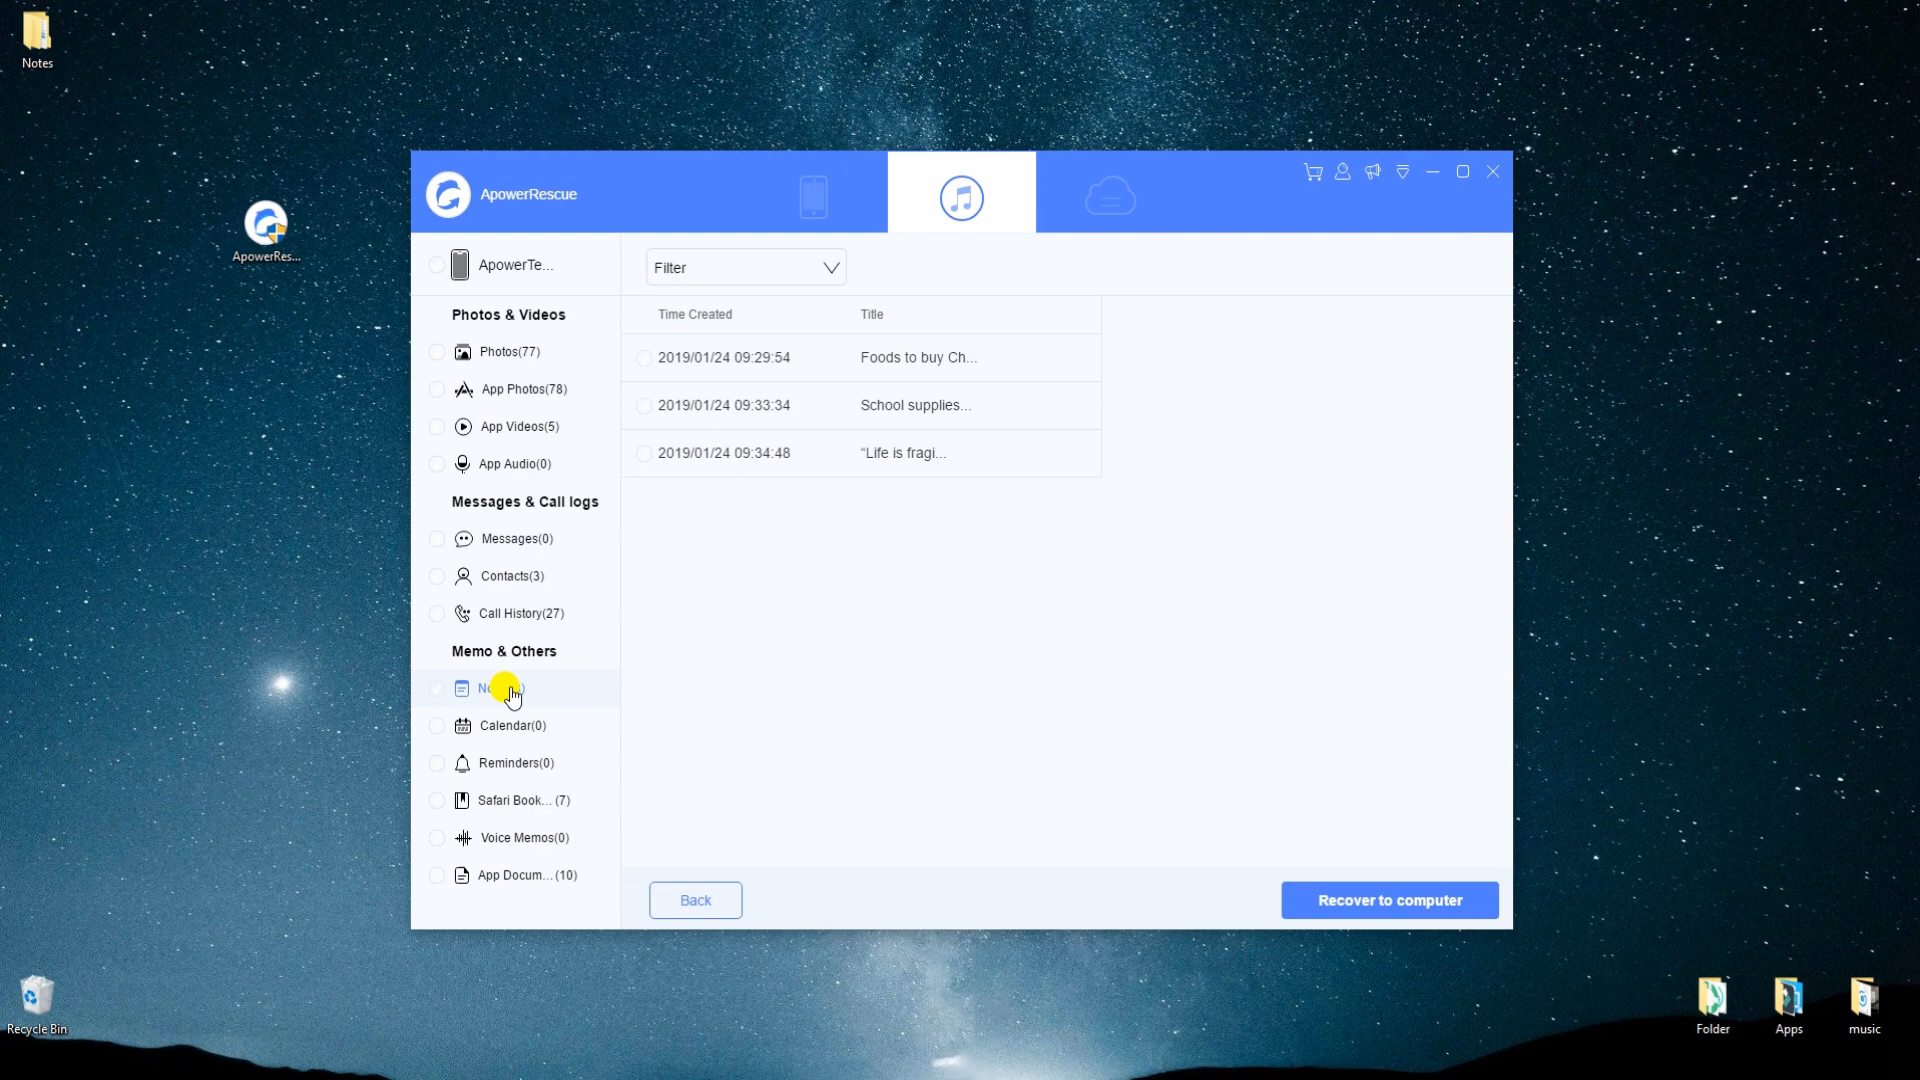 Notes
ApowerRes...
ApowerRescue
ApowerTe...
Filter
Photos & Videos
Photos(77)
App Photos(78)
App Videos(5)
App Audio(0)
Messages & Call logs
Messages(0)
Contacts(3)
Call History(27)
Memo & Others
Calendar(0)
Reminders(0)
Safari Book... (7)
Voice Memos(0)
App Docum... (10)
Time Created Title
2019/01/24 09:29:54 Foods to buy Ch...
2019/01/24 09:33:34 School supplies...
2019/01/24 09:34:48 “Life is fragi...
Back
Recover to computer
Recycle Bin
Folder
Apps
music